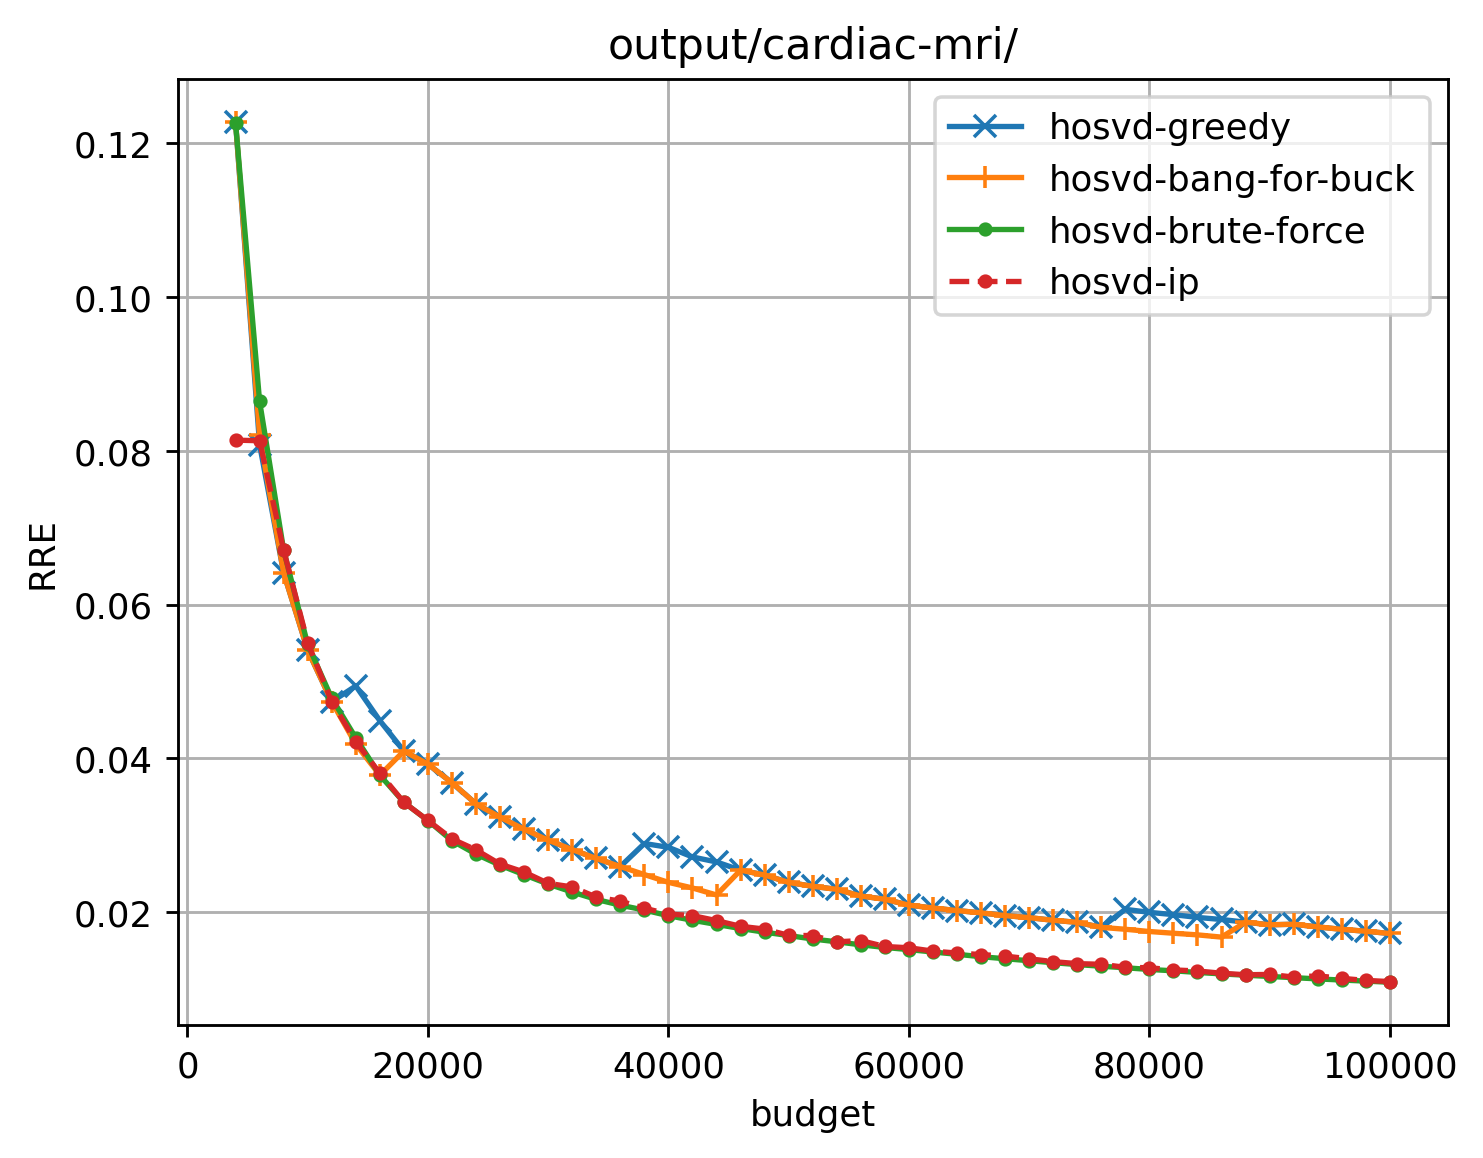 output/cardiac-mri/
hosvd-greedy
hosvd-bang-for-buck
hosvd-brute-force
hosvd-ip
0.12
0.10
0.08
0.06
0.04
0.02
RRE
0 20000 40000 60000 80000 100000
budget